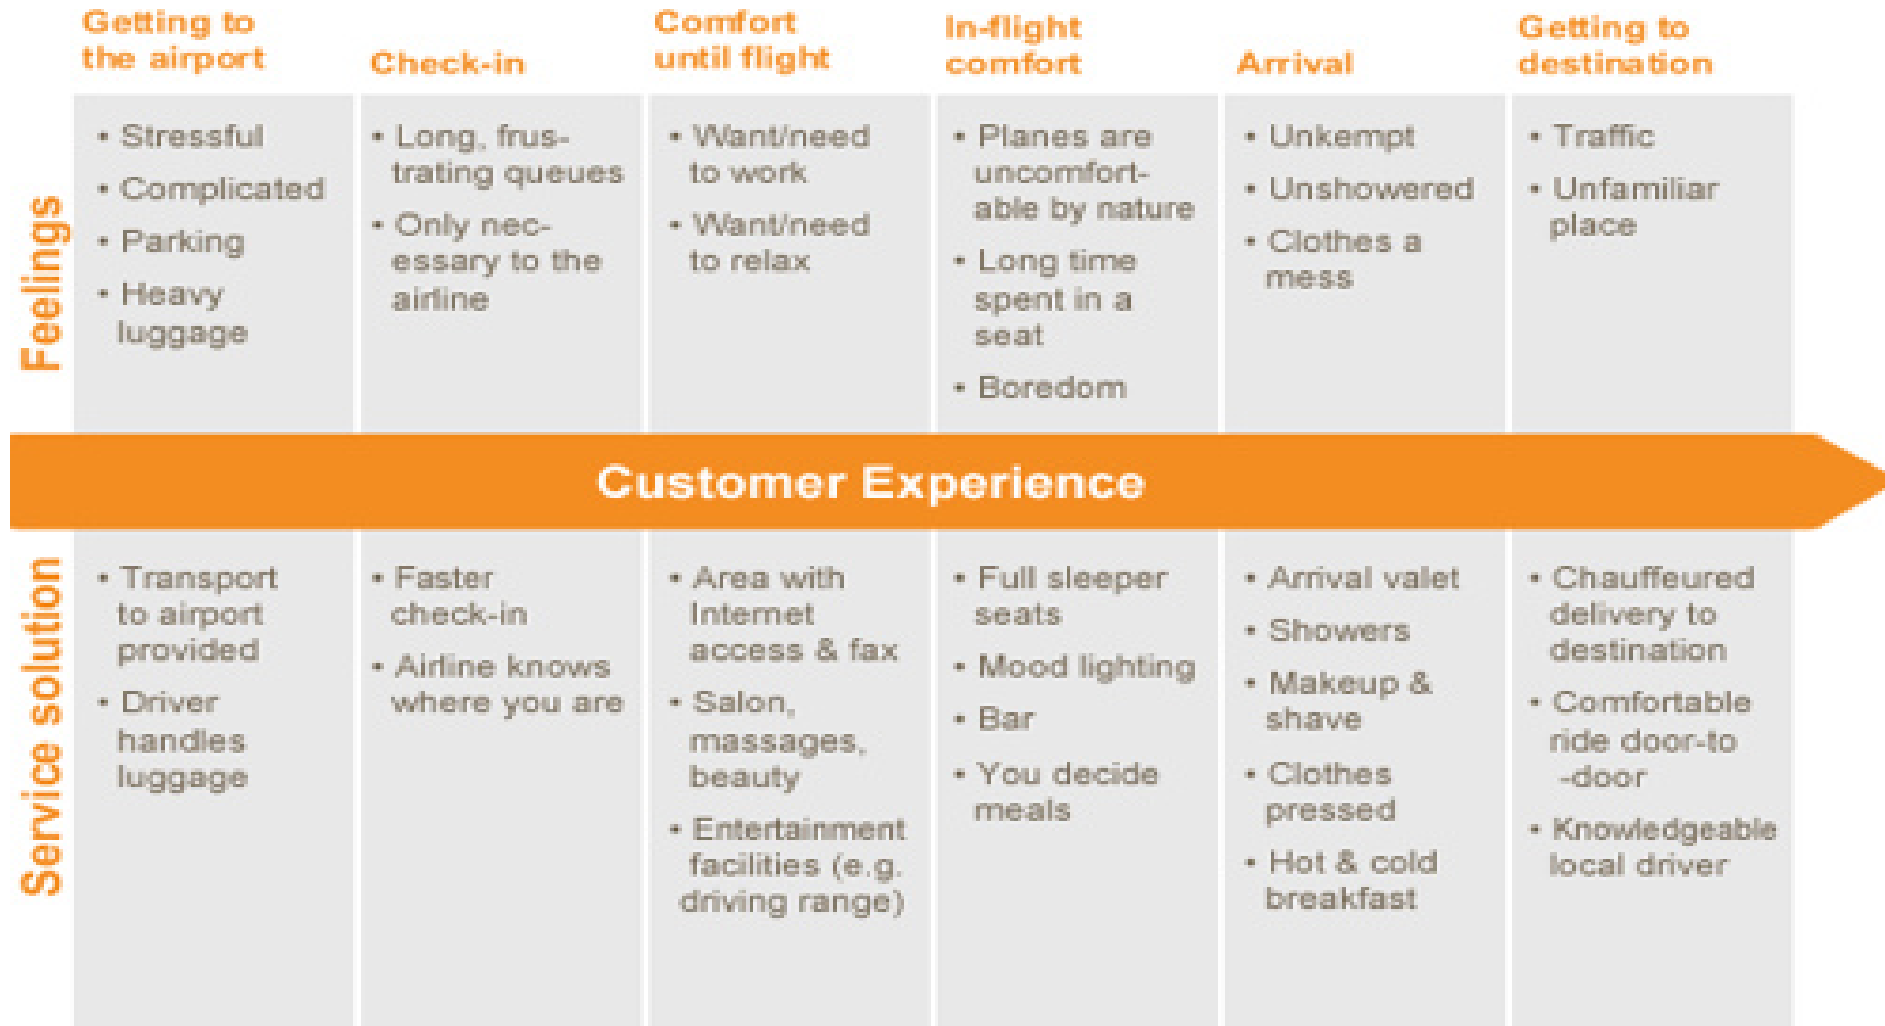 Getting to
the airport
Check-in
Comfort
until flight
In-flight
comfort
Arrival
Getting to
destination
Feelings
• Stressful
• Complicated
• Parking
• Heavy
luggage
• Long, frus-
trating queues
• Only nec-
essary to the
airline
• Want/need
to work
• Want/need
to relax
• Planes are
uncomfort-
able by nature
• Long time
spent in a
seat
• Boredom
• Unkempt
• Unshowered
• Clothes a
mess
• Traffic
• Unfamiliar
place
Customer Experience
Service solution
• Transport
to airport
provided
• Driver
handles
luggage
• Faster
check-in
• Airline knows
where you are
• Area with
Internet
access & fax
• Salon,
massages,
beauty
• Entertainment
facilities (e.g.
driving range)
• Full sleeper
seats
• Mood lighting
• Bar
• You decide
meals
• Arrival valet
• Showers
• Makeup &
shave
• Clothes
pressed
• Hot & cold
breakfast
• Chauffeured
delivery to
destination
• Comfortable
ride door-to
-door
• Knowledgeable
local driver